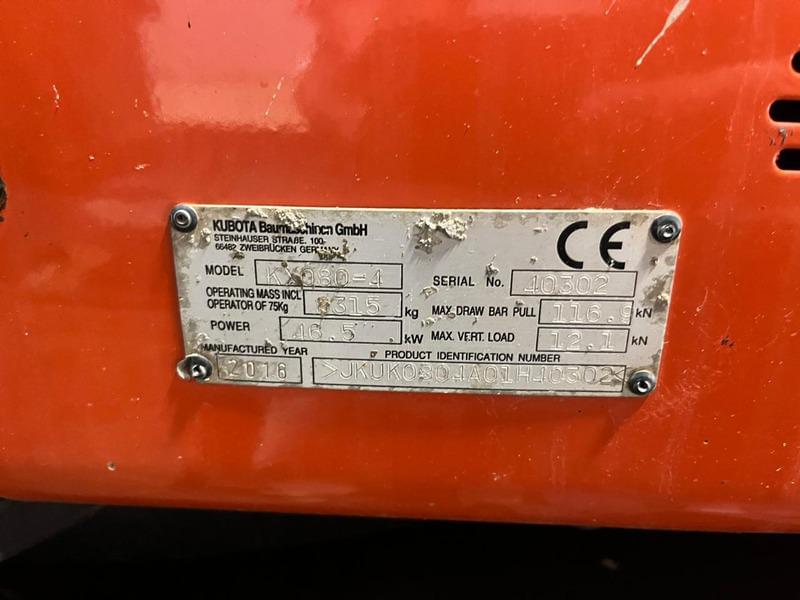 KUBOTA Baumaschinen GmbH
STEINHAUSER STRAßE. 100
66482 ZWEIBRÜCKEN GERMANY
CE
MODEL KX080-4 SERIAL No. 40302
OPERATING MASS INCL. OPERATOR OF 75Kg 8315 kg MAX. DRAW BAR PULL 116.9 kN
POWER 46.5 kW MAX. VERT. LOAD 12.1 kN
MANUFACTURED YEAR PRODUCT IDENTIFICATION NUMBER
2016 >JKUK0804A01H40302<